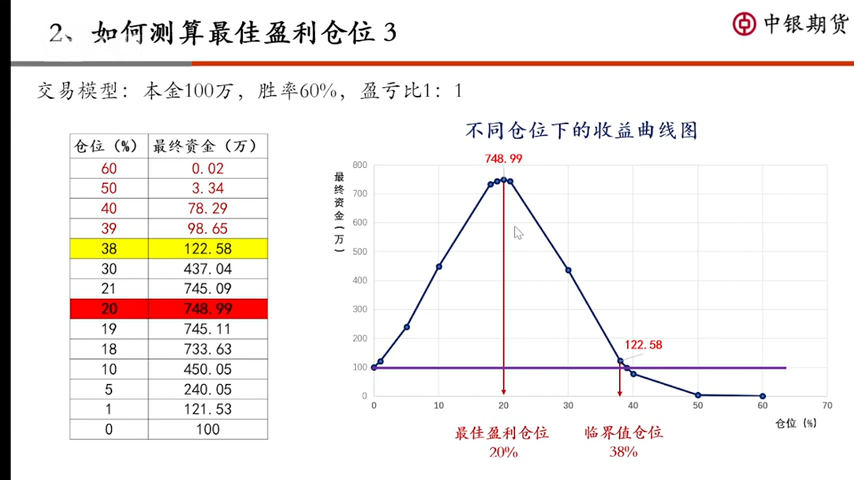 2、如何测算最佳盈利仓位 3
中银期货
交易模型：本金100万，胜率60%，盈亏比1：1
仓位（%） 最终资金（万）
60 0.02
50 3.34
40 78.29
39 98.65
38 122.58
30 437.04
21 745.09
20 748.99
19 745.11
18 733.63
10 450.05
5 240.05
1 121.53
0 100
不同仓位下的收益曲线图
748.99
最终资金（万）
800
700
600
500
400
300
200
100
0
122.58
0 10 20 30 40 50 60 70
仓位（%）
最佳盈利仓位
20%
临界值仓位
38%